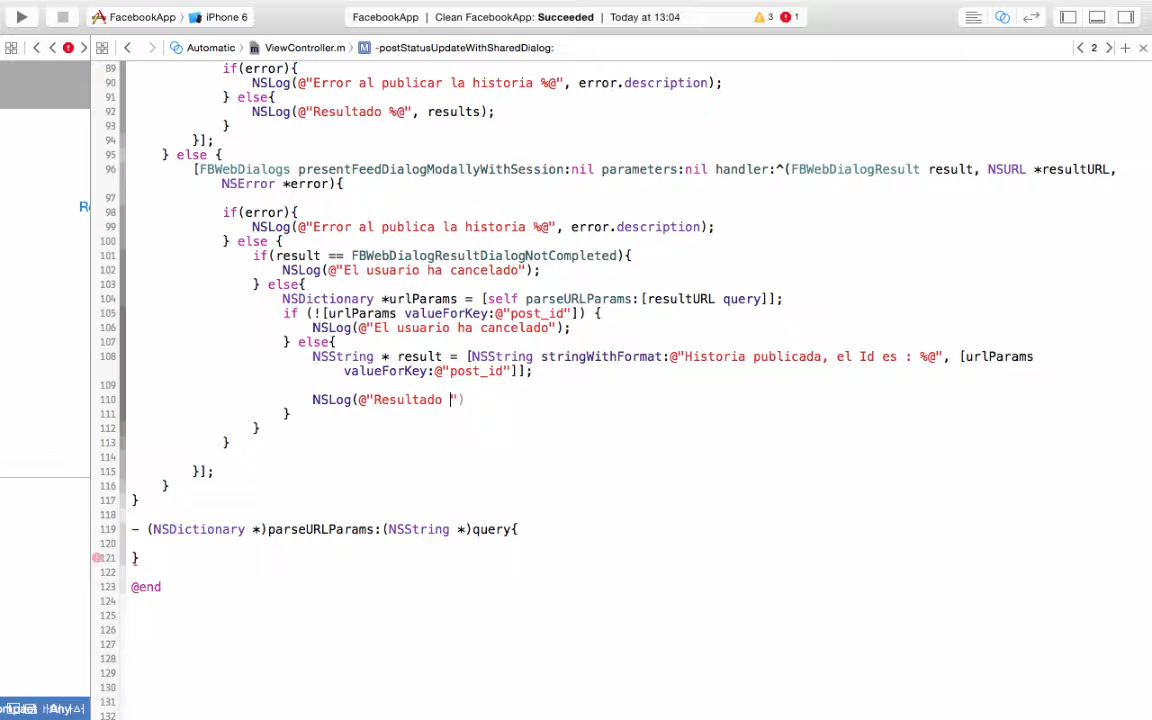 FacebookApp 〉 iPhone 6
FacebookApp | Clean FacebookApp: Succeeded | Today at 13:04
3
1
Automatic 〉 ViewController.m 〉 M -postStatusUpdateWithSharedDialog:
2
89 if(error){
90 NSLog(@"Error al publicar la historia %@", error.description);
91 } else{
92 NSLog(@"Resultado %@", results);
93 }
94 }];
95 } else {
96 [FBWebDialogs presentFeedDialogModallyWithSession:nil parameters:nil handler:^(FBWebDialogResult result, NSURL *resultURL,
NSError *error){
97
98 if(error){
99 NSLog(@"Error al publica la historia %@", error.description);
100 } else {
101 if(result == FBWebDialogResultDialogNotCompleted){
102 NSLog(@"El usuario ha cancelado");
103 } else{
104 NSDictionary *urlParams = [self parseURLParams:[resultURL query]];
105 if (![urlParams valueForKey:@"post_id"]) {
106 NSLog(@"El usuario ha cancelado");
107 } else{
108 NSString * result = [NSString stringWithFormat:@"Historia publicada, el Id es : %@", [urlParams
valueForKey:@"post_id"]];
109
110 NSLog(@"Resultado ")
111 }
112 }
113 }
114
115 }];
116 }
117 }
118
119 - (NSDictionary *)parseURLParams:(NSString *)query{
120
121 }
122
123 @end
124
125
126
127
128
129
130
131
132
Re
Any